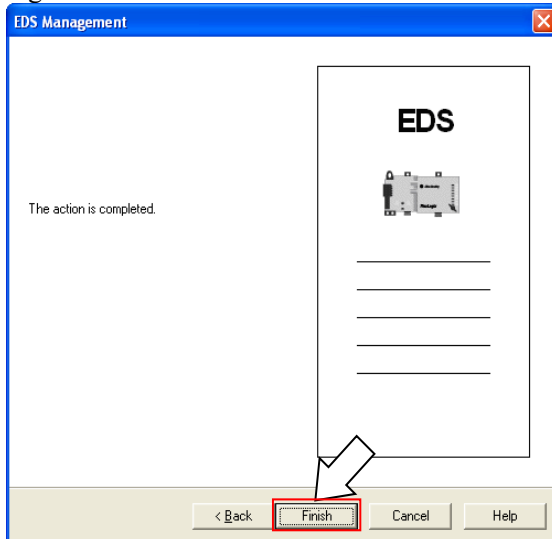 EDS Management
EDS
The action is completed.
< Back
Finish
Cancel
Help